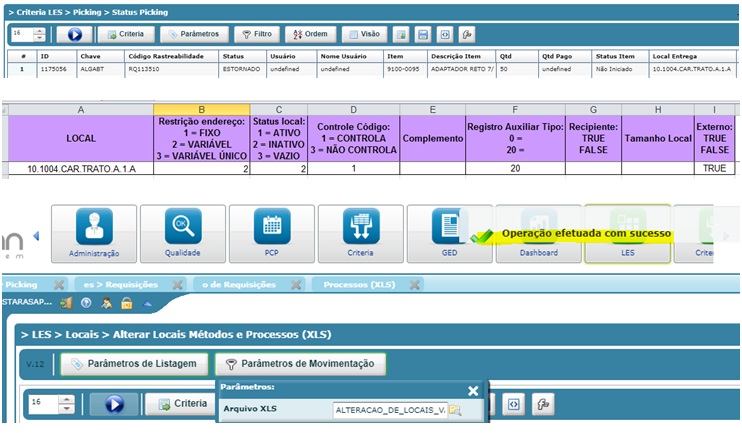 > Criteria LES > Picking > Status Picking
16 Criteria Parâmetros Filtro Ordem Visão
# ID Chave Código Rastreabilidade Status Usuário Nome Usuário Item Descrição Item Qtd Qtd Pago Status Item Local Entrega
1 1175056 ALGABT RQ113510 ESTORNADO undefined undefined 9100-0095 ADAPTADOR RETO 7/ 50 undefined Não Iniciado 10.1004.CAR.TRATO.A.1.A
A B C D E F G H I
LOCAL
Restrição endereço:
1 = FIXO
2 = VARIÁVEL
3 = VARIÁVEL ÚNICO
Status local:
1 = ATIVO
2 = INATIVO
3 = VAZIO
Controle Código:
1 = CONTROLA
3 = NÃO CONTROLA
Complemento
Registro Auxiliar Tipo:
0 =
20 =
Recipiente:
TRUE
FALSE
Tamanho Local
Externo:
TRUE
FALSE
10.1004.CAR.TRATO.A.1.A 2 2 1 20 TRUE
Operação efetuada com sucesso
Administração Qualidade PCP Criteria GED Dashboard LES
Picking es > Requisições o de Requisições Processos (XLS)
STARASAP...
> LES > Locais > Alterar Locais Métodos e Processos (XLS)
V.12 Parâmetros de Listagem Parâmetros de Movimentação
Parâmetros:
16 Criteria
Arquivo XLS ALTERACAO_DE_LOCAIS_V